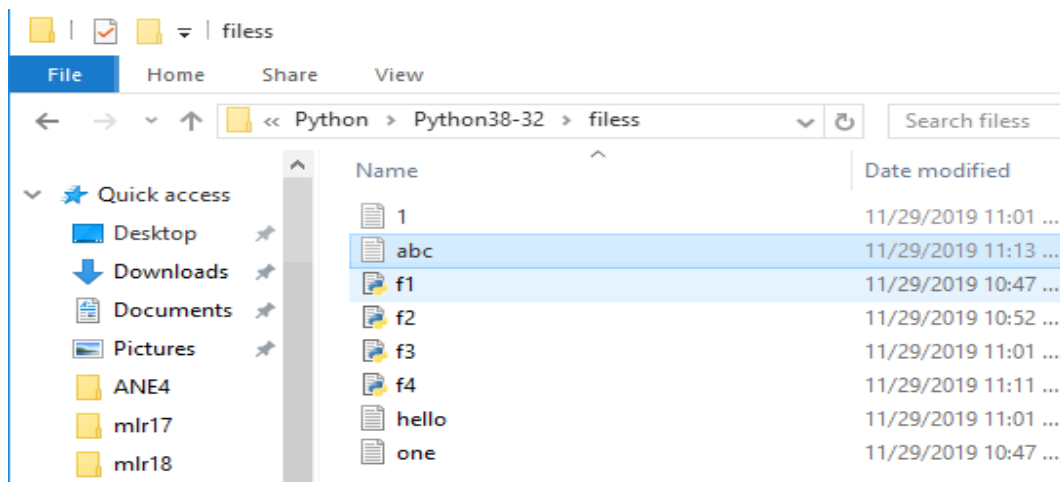 filess
File Home Share View
« Python > Python38-32 > filess Search filess
Name Date modified
Quick access
Desktop
Downloads
Documents
Pictures
ANE4
mlr17
mlr18
1 11/29/2019 11:01 ...
abc 11/29/2019 11:13 ...
f1 11/29/2019 10:47 ...
f2 11/29/2019 10:52 ...
f3 11/29/2019 11:01 ...
f4 11/29/2019 11:11 ...
hello 11/29/2019 11:01 ...
one 11/29/2019 10:47 ...